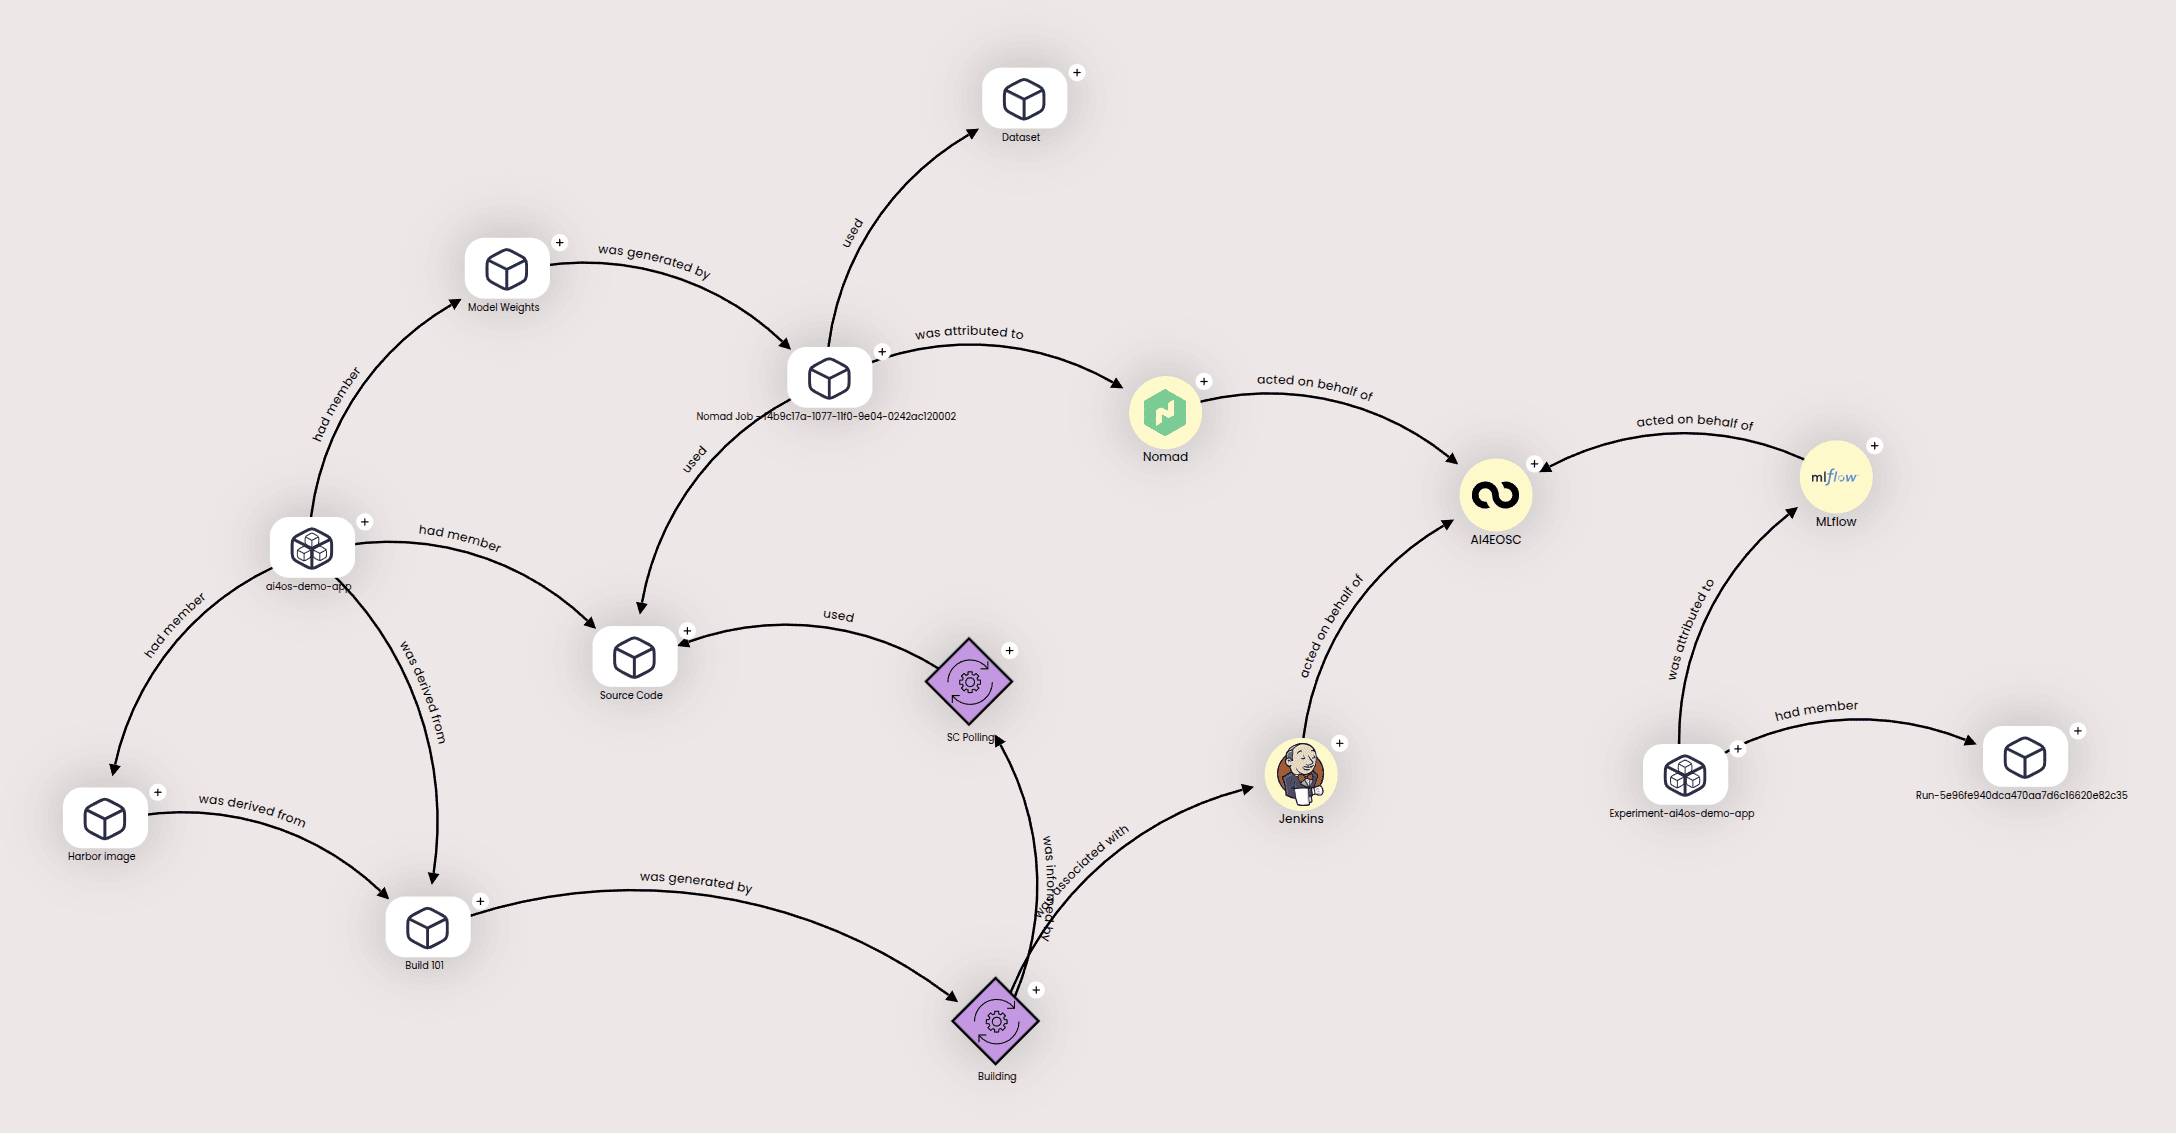 Dataset
used
Model Weights
was generated by
was attributed to
Nomad Job - f4b9c17a-1077-11f0-9e04-0242ac120002
Nomad
acted on behalf of
acted on behalf of
mlflow
MLflow
AI4EOSC
had member
used
ai4os-demo-app
had member
had member
was derived from
Source Code
used
SC Polling
acted on behalf of
was attributed to
had member
Jenkins
Experiment-ai4os-demo-app
Run-5e96fe940dca470aa7d6c16620e82c35
Harbor image
was derived from
was generated by
was informed by
was associated with
Build 101
Building